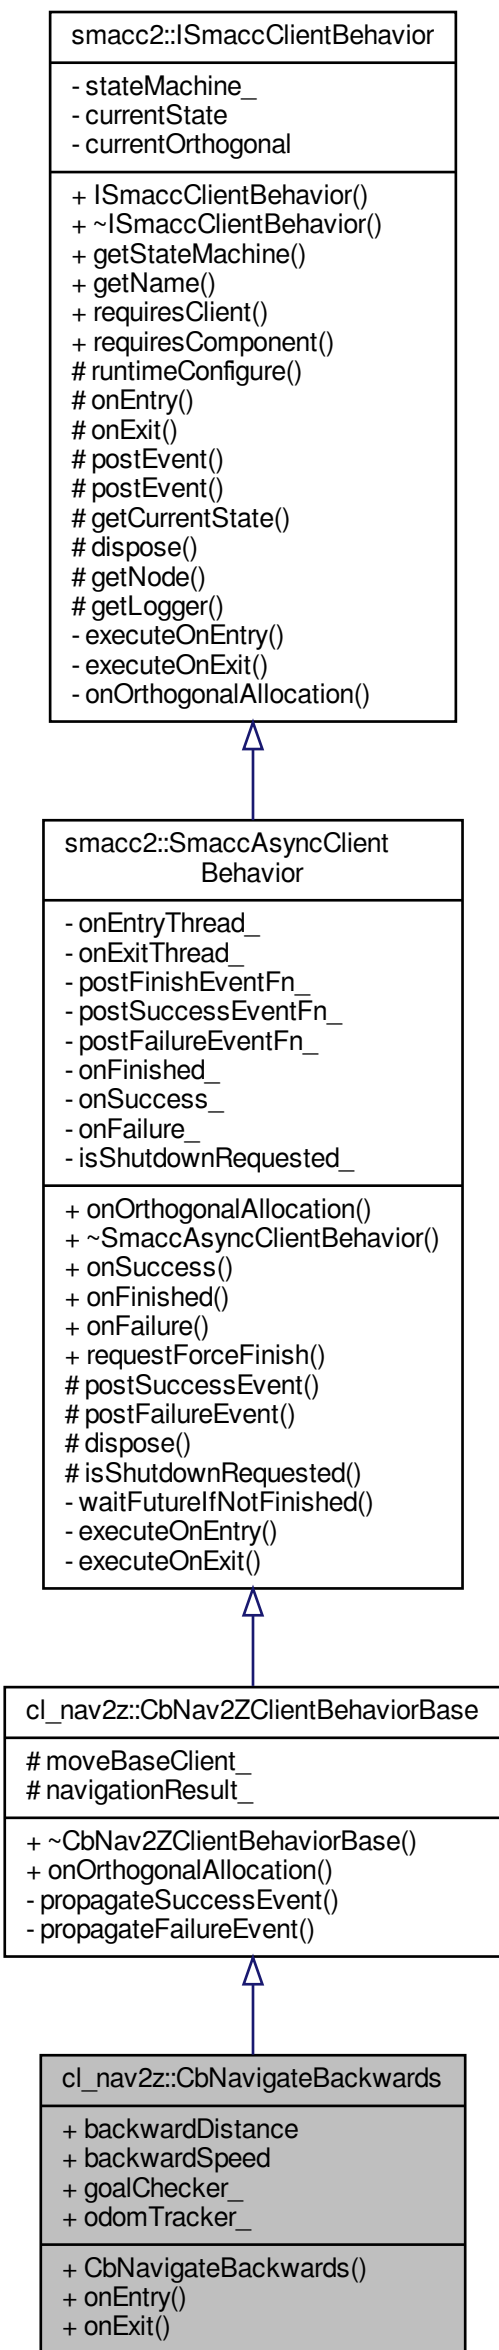 smacc2::ISmaccClientBehavior
- stateMachine_
- currentState
- currentOrthogonal
+ ISmaccClientBehavior()
+ ~ISmaccClientBehavior()
+ getStateMachine()
+ getName()
+ requiresClient()
+ requiresComponent()
# runtimeConfigure()
# onEntry()
# onExit()
# postEvent()
# postEvent()
# getCurrentState()
# dispose()
# getNode()
# getLogger()
- executeOnEntry()
- executeOnExit()
- onOrthogonalAllocation()
smacc2::SmaccAsyncClient
Behavior
- onEntryThread_
- onExitThread_
- postFinishEventFn_
- postSuccessEventFn_
- postFailureEventFn_
- onFinished_
- onSuccess_
- onFailure_
- isShutdownRequested_
+ onOrthogonalAllocation()
+ ~SmaccAsyncClientBehavior()
+ onSuccess()
+ onFinished()
+ onFailure()
+ requestForceFinish()
# postSuccessEvent()
# postFailureEvent()
# dispose()
# isShutdownRequested()
- waitFutureIfNotFinished()
- executeOnEntry()
- executeOnExit()
cl_nav2z::CbNav2ZClientBehaviorBase
# moveBaseClient_
# navigationResult_
+ ~CbNav2ZClientBehaviorBase()
+ onOrthogonalAllocation()
- propagateSuccessEvent()
- propagateFailureEvent()
cl_nav2z::CbNavigateBackwards
+ backwardDistance
+ backwardSpeed
+ goalChecker_
+ odomTracker_
+ CbNavigateBackwards()
+ onEntry()
+ onExit()